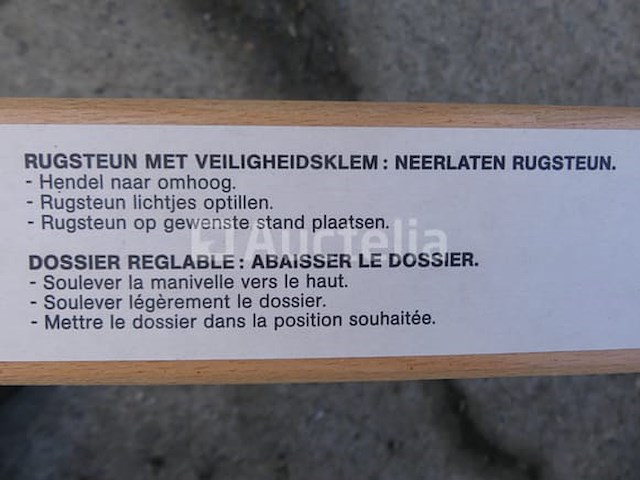 RUGSTEUN MET VEILIGHEIDSKLEM : NEERLATEN RUGSTEUN.
- Hendel naar omhoog.
- Rugsteun lichtjes optillen.
- Rugsteun op gewenste stand plaatsen.
Auctelia
DOSSIER REGLABLE : ABAISSER LE DOSSIER.
- Soulever la manivelle vers le haut.
- Soulever légèrement le dossier.
- Mettre le dossier dans la position souhaitée.